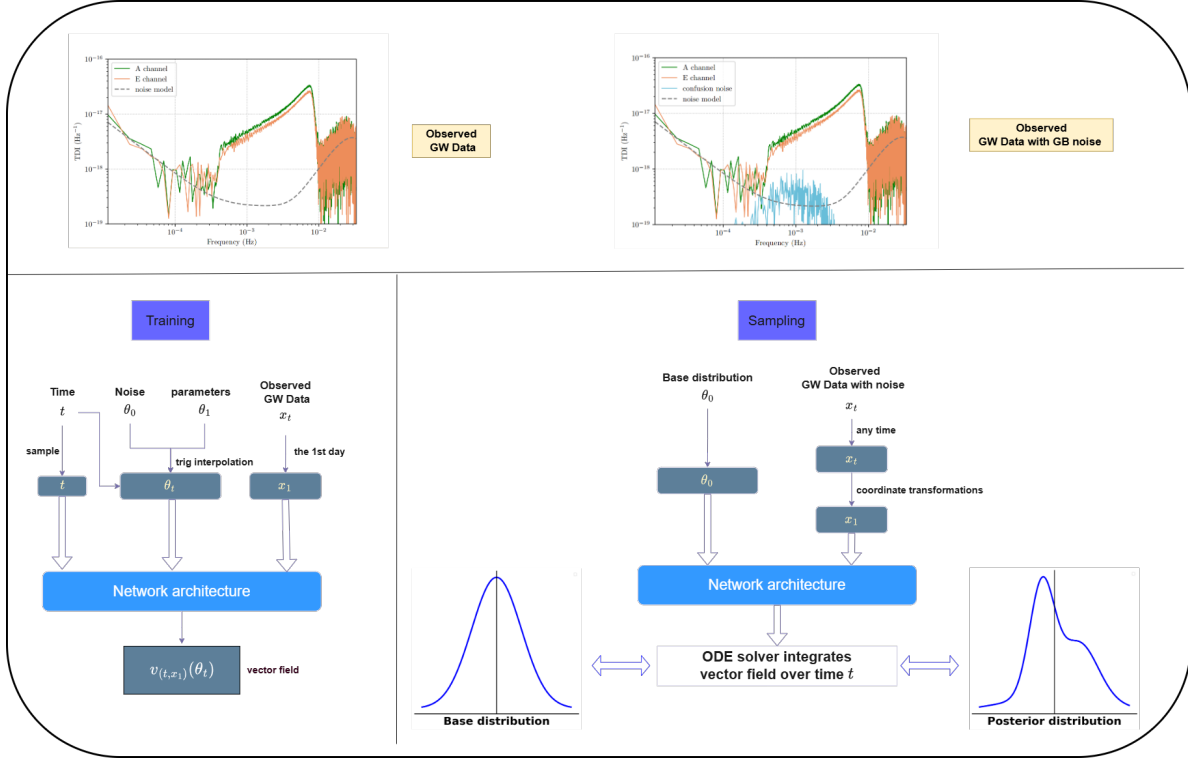 10⁻¹⁶
10⁻¹⁷
10⁻¹⁸
10⁻¹⁹
TDI (Hz⁻¹)
A channel
E channel
noise model
10⁻⁴
10⁻³
10⁻²
Frequency (Hz)
Observed
GW Data
10⁻¹⁶
10⁻¹⁷
10⁻¹⁸
10⁻¹⁹
TDI (Hz⁻¹)
A channel
E channel
confusion noise
noise model
10⁻⁴
10⁻³
10⁻²
Frequency (Hz)
Observed
GW Data with GB noise
Training
Time
t
Noise
θ₀
parameters
θ₁
Observed
GW Data
xₜ
sample
trig interpolation
the 1st day
t
θₜ
x₁
Network architecture
v₍ₜ,ₓ₁₎(θₜ)
vector field
Sampling
Base distribution
θ₀
Observed
GW Data with noise
xₜ
any time
xₜ
coordinate transformations
θ₀
x₁
Network architecture
ODE solver integrates
vector field over time t
Base distribution
Posterior distribution